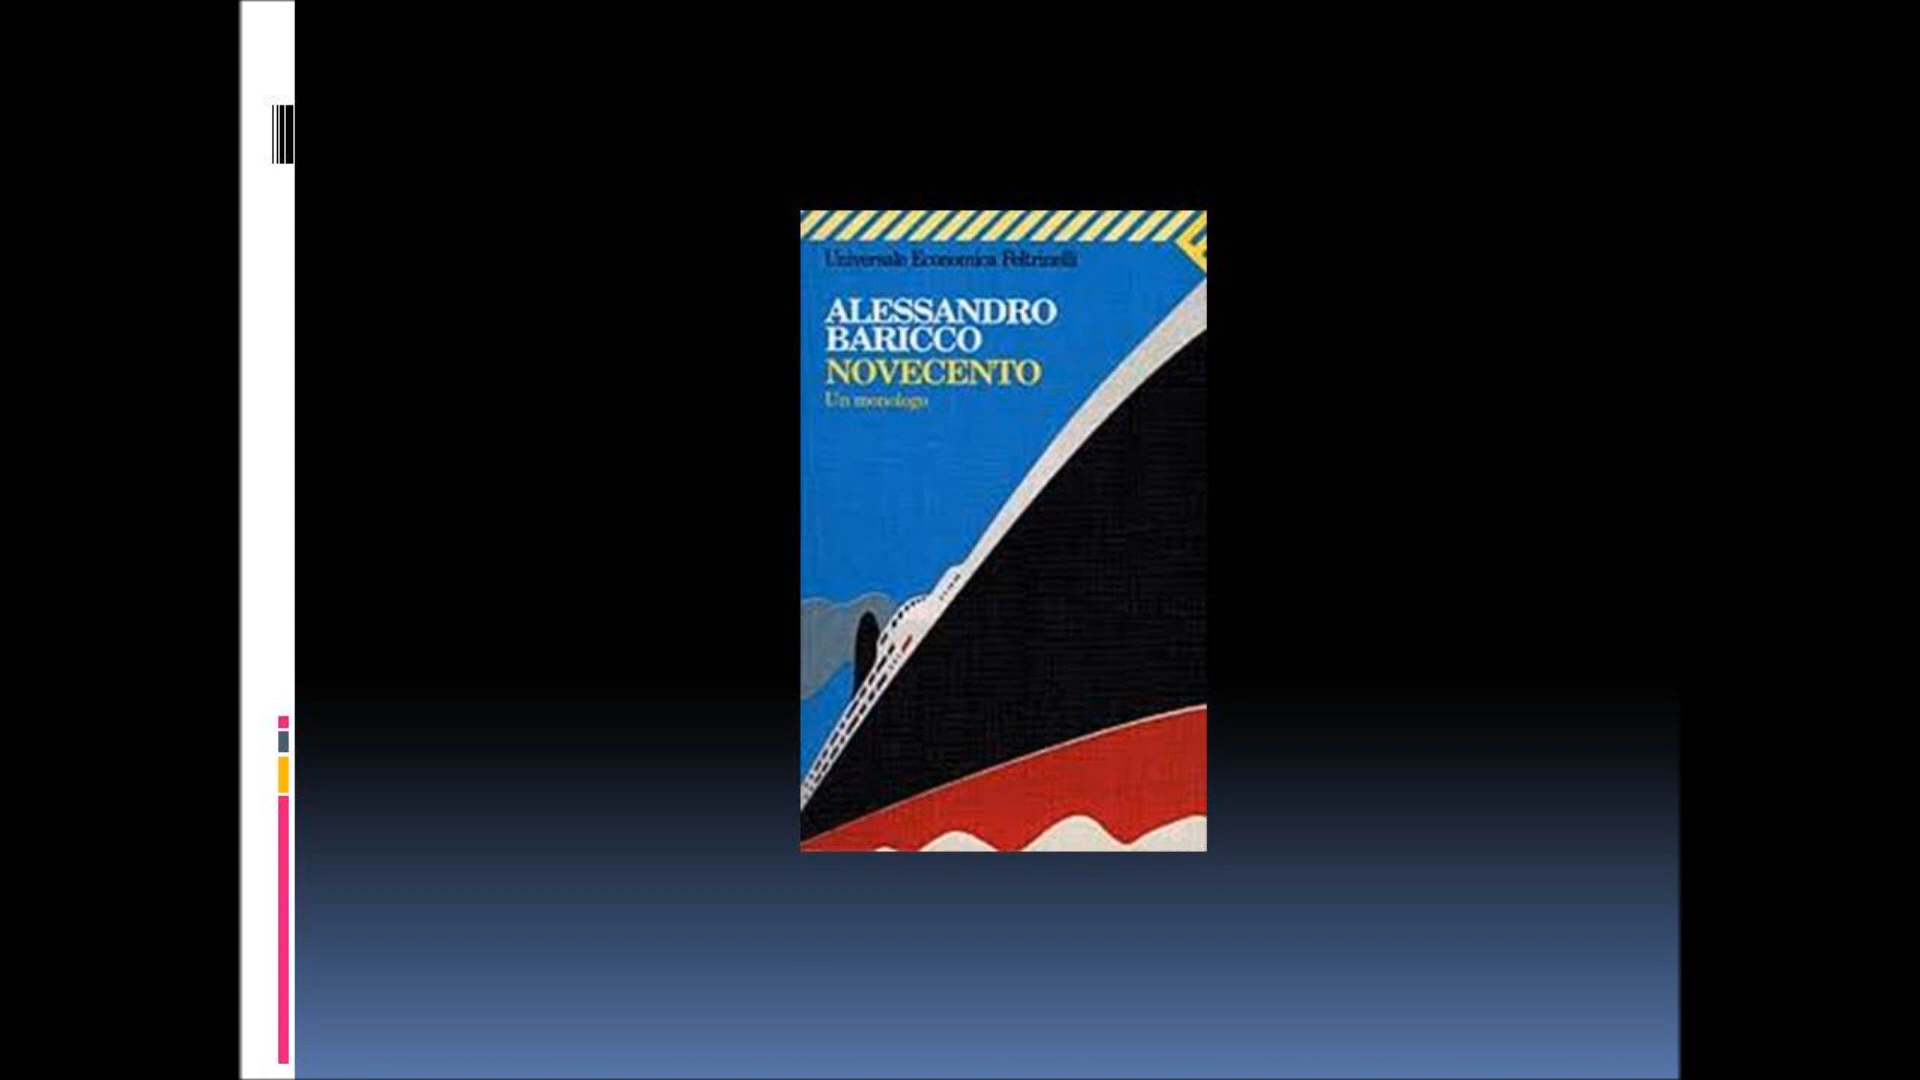 Universale Economica Feltrinelli
ALESSANDRO
BARICCO
NOVECENTO
Un monologo